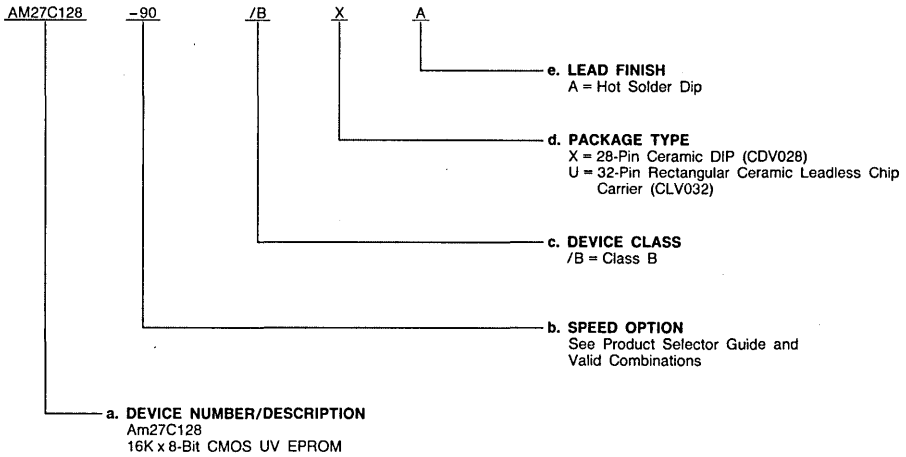 AM27C128 -90 /B X A
e. LEAD FINISH
A = Hot Solder Dip
d. PACKAGE TYPE
X = 28-Pin Ceramic DIP (CDV028)
U = 32-Pin Rectangular Ceramic Leadless Chip
Carrier (CLV032)
c. DEVICE CLASS
/B = Class B
b. SPEED OPTION
See Product Selector Guide and
Valid Combinations
a. DEVICE NUMBER/DESCRIPTION
Am27C128
16K x 8-Bit CMOS UV EPROM